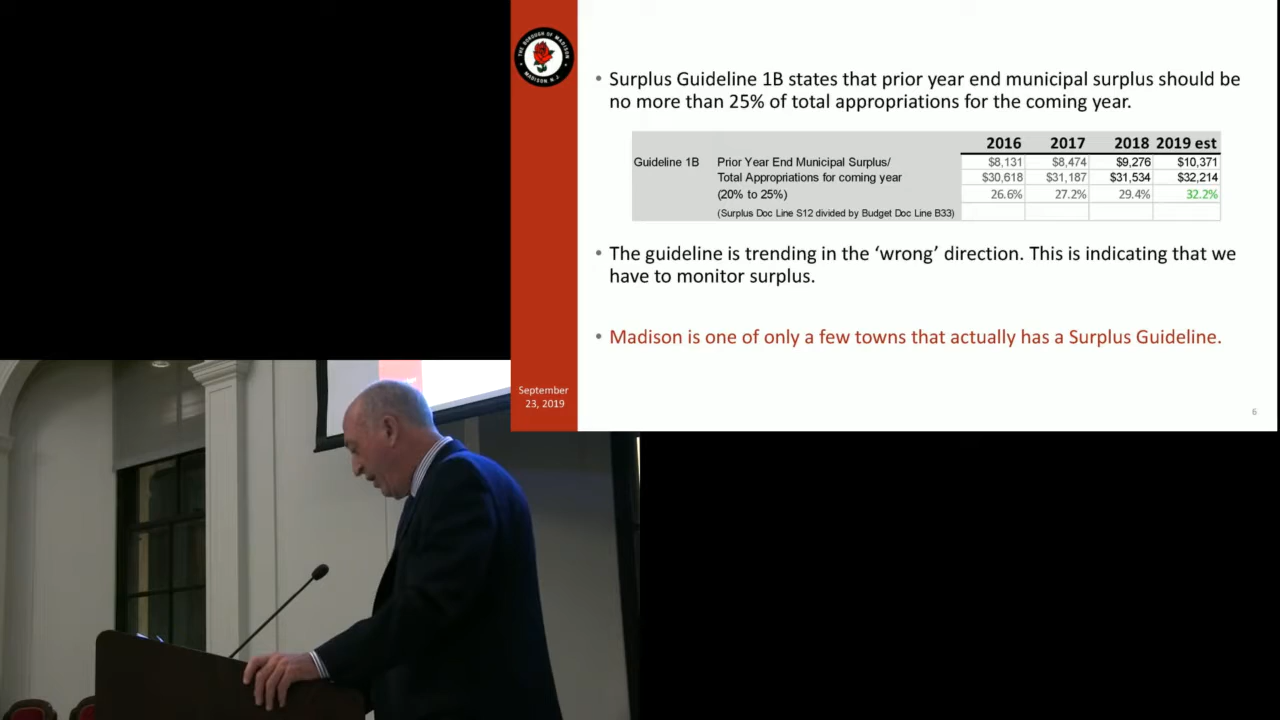 THE BOROUGH OF MADISON
MADISON N.J.
• Surplus Guideline 1B states that prior year end municipal surplus should be
no more than 25% of total appropriations for the coming year.
2016 2017 2018 2019 est
Guideline 1B Prior Year End Municipal Surplus/ $8,131 $8,474 $9,276 $10,371
Total Appropriations for coming year $30,618 $31,187 $31,534 $32,214
(20% to 25%) 26.6% 27.2% 29.4% 32.2%
(Surplus Doc Line S12 divided by Budget Doc Line B33)
• The guideline is trending in the ‘wrong’ direction. This is indicating that we
have to monitor surplus.
• Madison is one of only a few towns that actually has a Surplus Guideline.
September
23, 2019
6